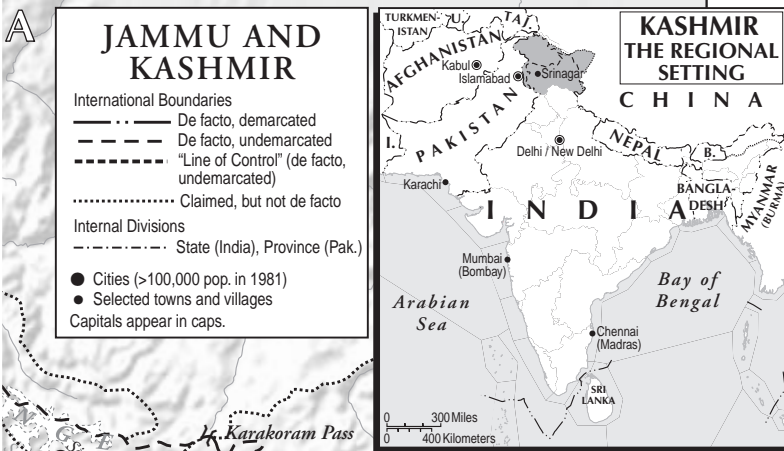 A
JAMMU AND
KASHMIR
International Boundaries
De facto, demarcated
De facto, undemarcated
"Line of Control" (de facto,
undemarcated)
Claimed, but not de facto
Internal Divisions
State (India), Province (Pak.)
Cities (>100,000 pop. in 1981)
Selected towns and villages
Capitals appear in caps.
Karakoram Pass
KASHMIR
THE REGIONAL
SETTING
TURKMEN-
ISTAN
U.
TAJ.
AFGHANISTAN
Kabul
Islamabad
Srinagar
CHINA
I.
PAKISTAN
Delhi / New Delhi
NEPAL
B.
Karachi
BANGLA-
DESH
MYANMAR
(BURMA)
INDIA
Mumbai
(Bombay)
Arabian
Sea
Bay of
Bengal
Chennai
(Madras)
SRI
LANKA
0 300 Miles
0 400 Kilometers